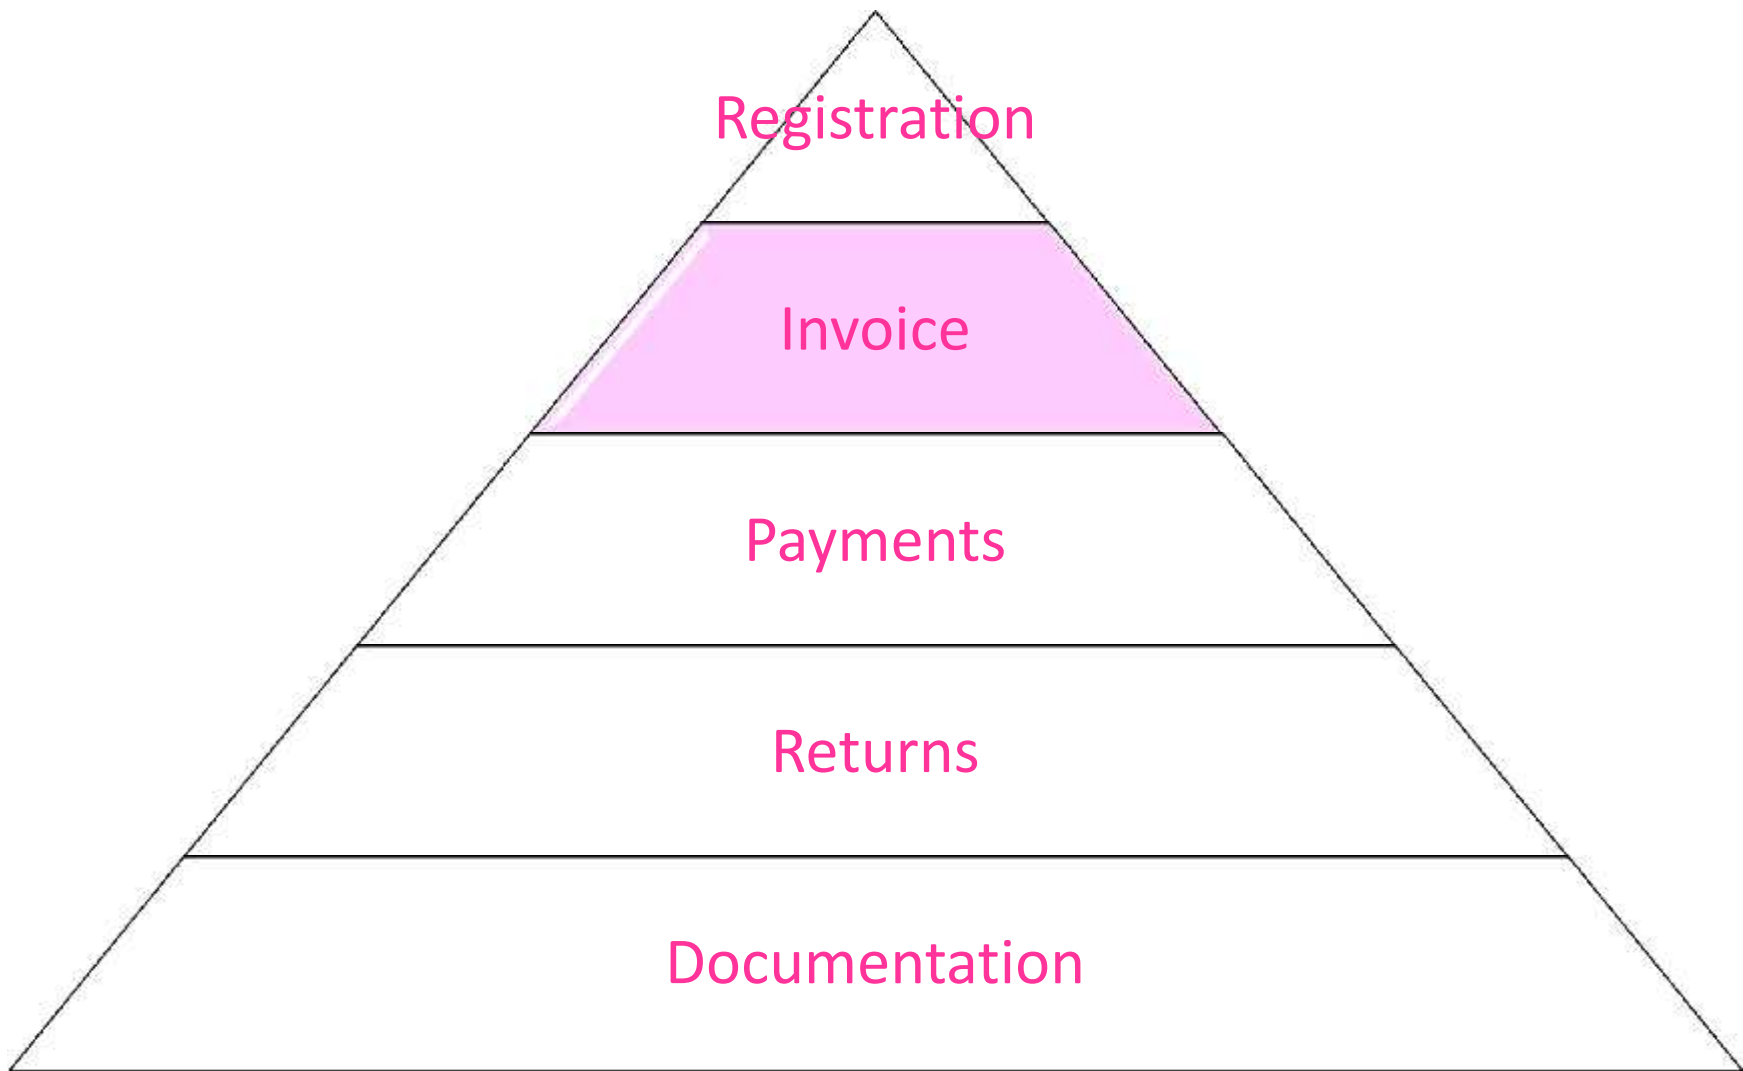 Registration
Invoice
Payments
Returns
Documentation